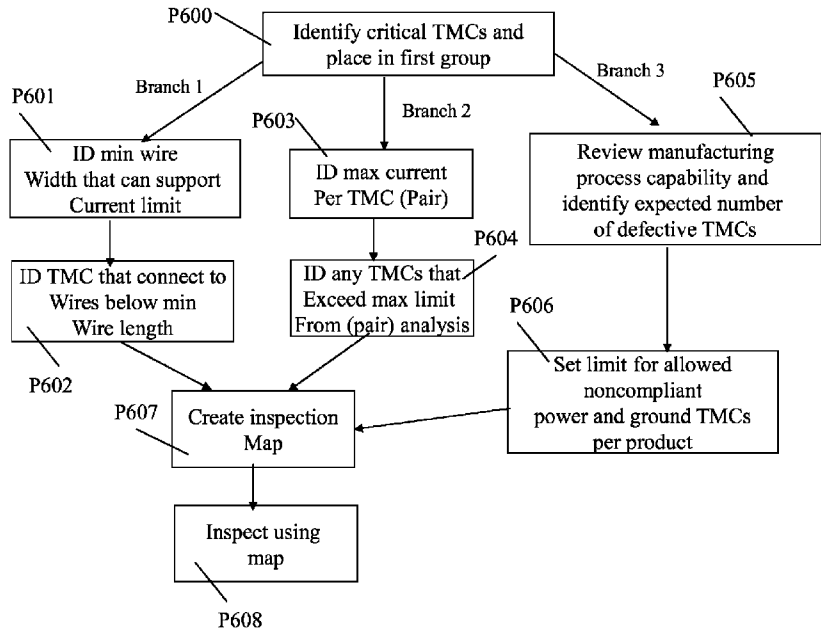 P600
Identify critical TMCs and
place in first group
Branch 1
Branch 2
Branch 3
P601
ID min wire
Width that can support
Current limit
P603
ID max current
Per TMC (Pair)
P605
Review manufacturing
process capability and
identify expected number
of defective TMCs
ID TMC that connect to
Wires below min
Wire length
P602
P604
ID any TMCs that
Exceed max limit
From (pair) analysis
P606
Set limit for allowed
noncompliant
power and ground TMCs
per product
P607
Create inspection
Map
Inspect using
map
P608